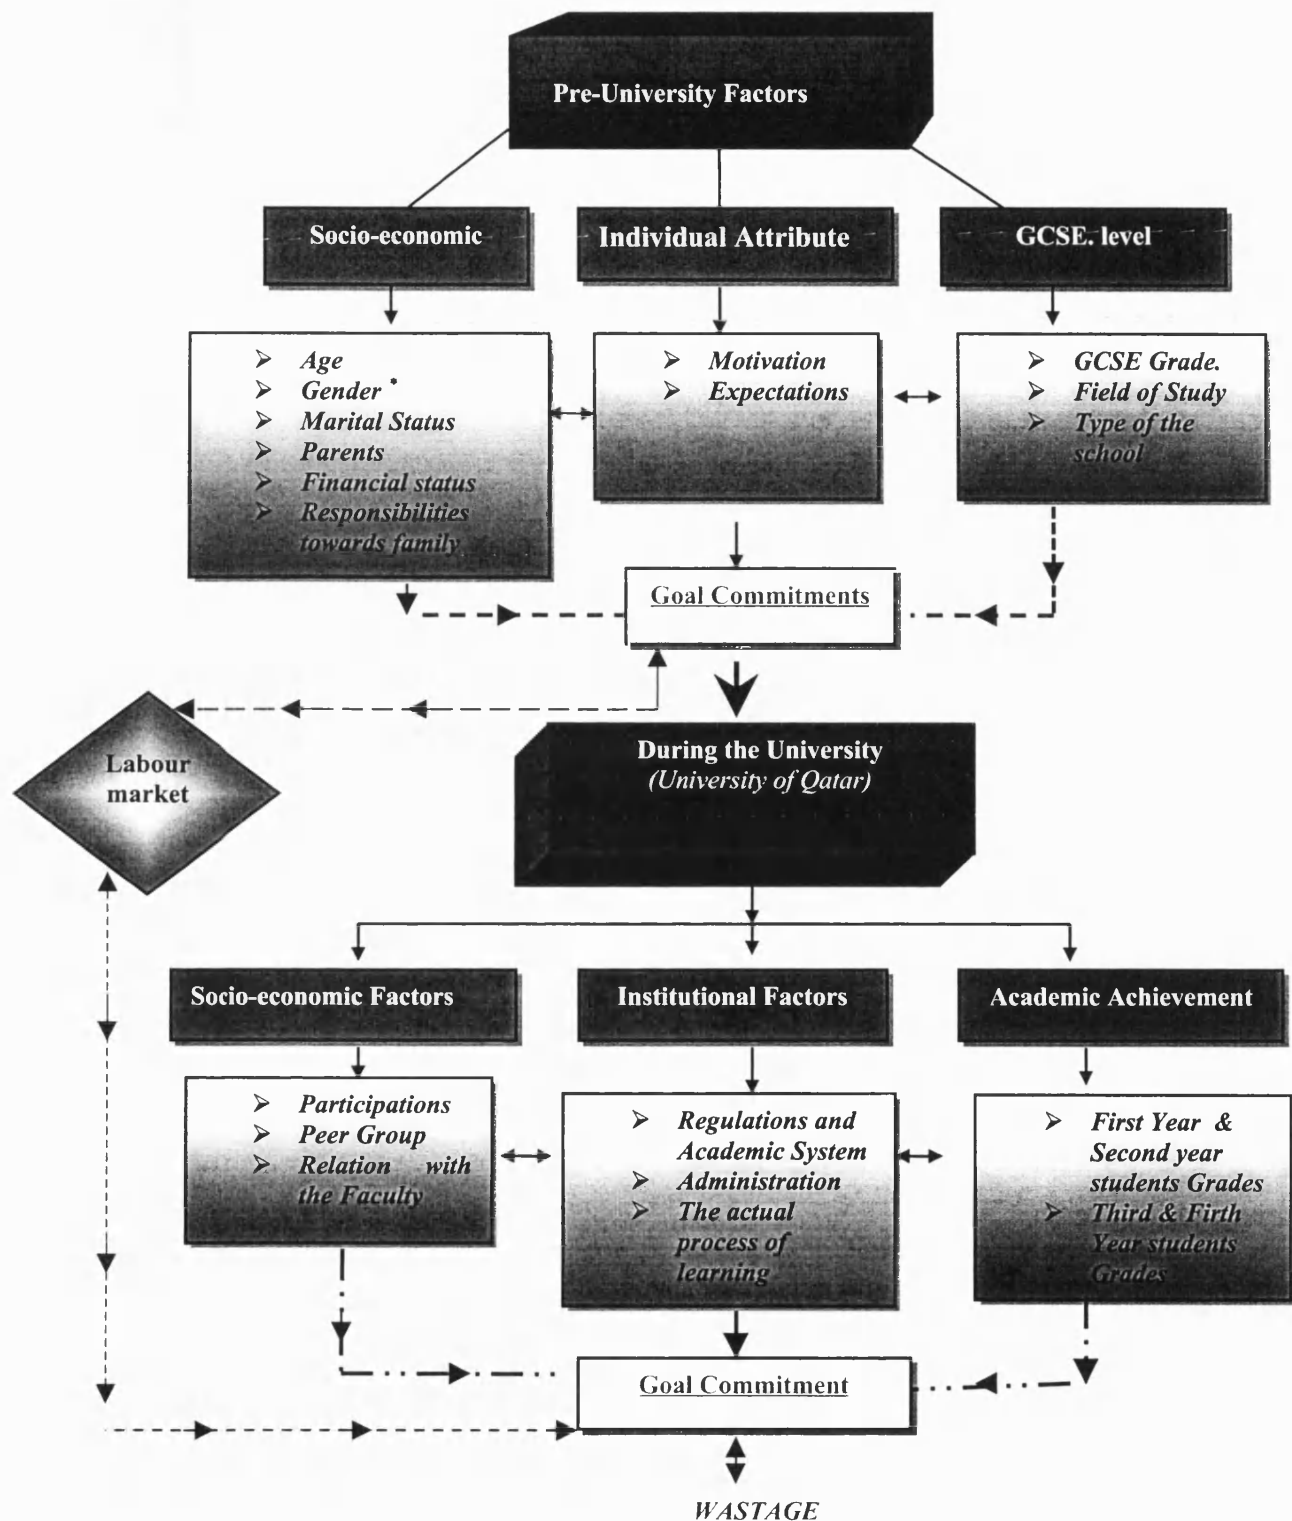 Pre-University Factors
Socio-economic
Individual Attribute
GCSE. level
➢ Age
➢ Gender *
➢ Marital Status
➢ Parents
➢ Financial status
➢ Responsibilities
towards family
➢ Motivation
➢ Expectations
➢ GCSE Grade.
➢ Field of Study
➢ Type of the
school
Goal Commitments
Labour
market
During the University
(University of Qatar)
Socio-economic Factors
Institutional Factors
Academic Achievement
➢ Participations
➢ Peer Group
➢ Relation with
the Faculty
➢ Regulations and
Academic System
➢ Administration
➢ The actual
process of
learning
➢ First Year &
Second year
students Grades
➢ Third & Firth
Year students
Grades
Goal Commitment
WASTAGE